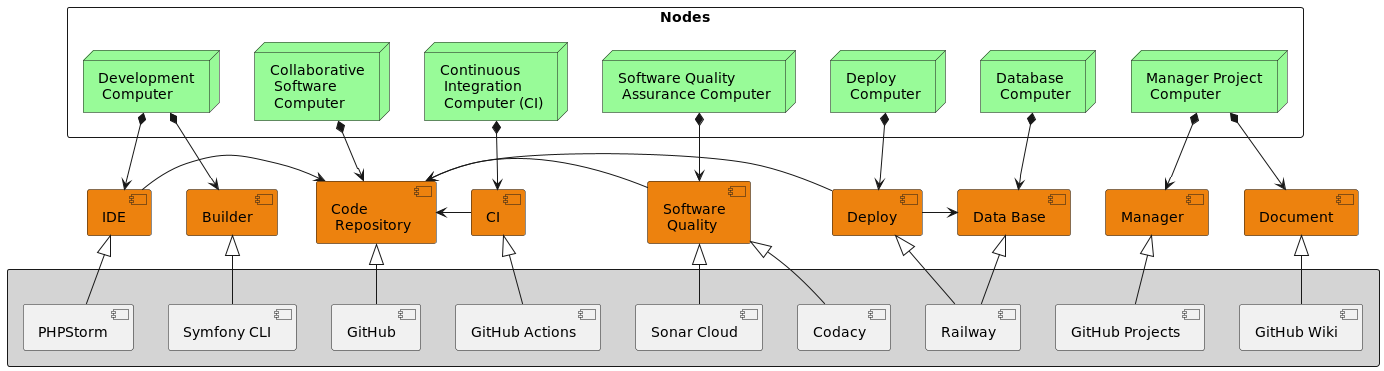 Nodes
Development
Computer
Collaborative
Software
Computer
Continuous
Integration
Computer (CI)
Software Quality
Assurance Computer
Deploy
Computer
Database
Computer
Manager Project
Computer
IDE
Builder
Code
Repository
CI
Software
Quality
Deploy
Data Base
Manager
Document
PHPStorm
Symfony CLI
GitHub
GitHub Actions
Sonar Cloud
Codacy
Railway
GitHub Projects
GitHub Wiki